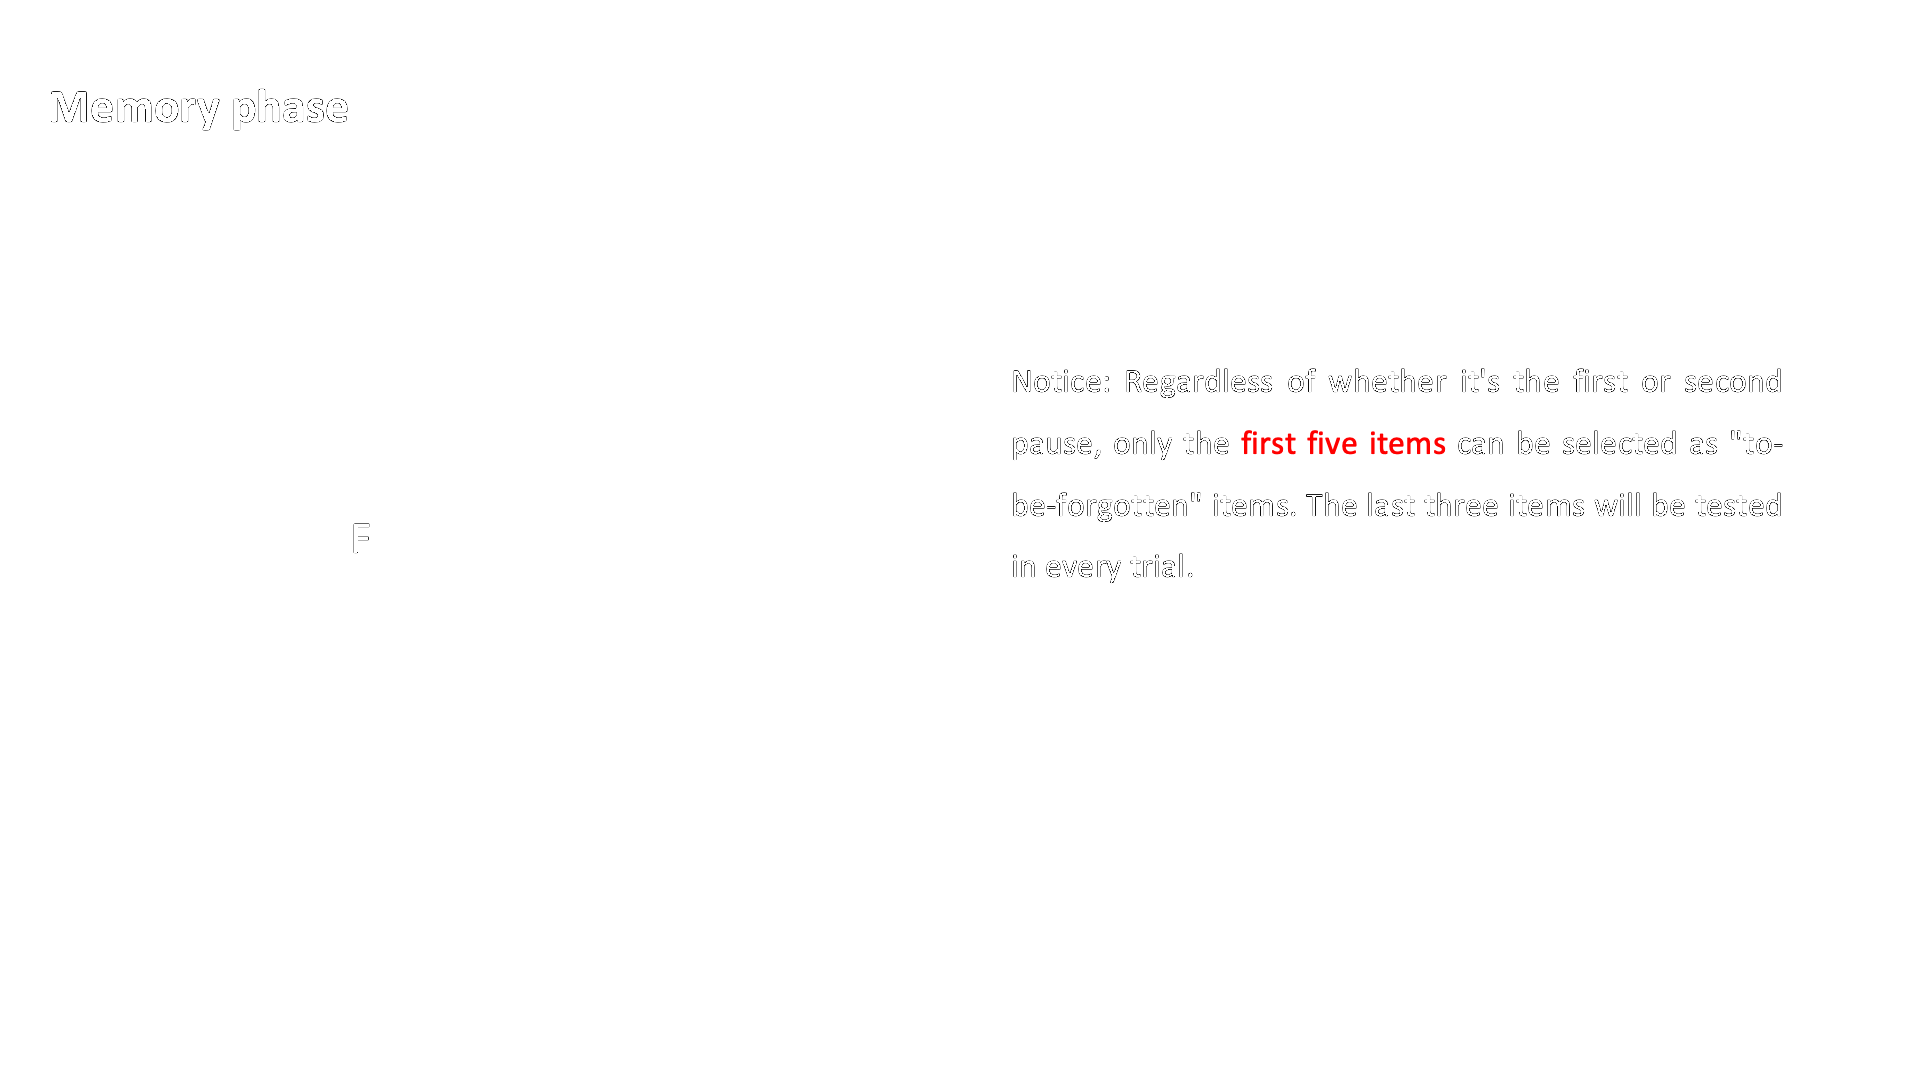 Memory phase
F
Notice: Regardless of whether it's the first or second
pause, only the first five items can be selected as "to-
be-forgotten" items. The last three items will be tested
in every trial.